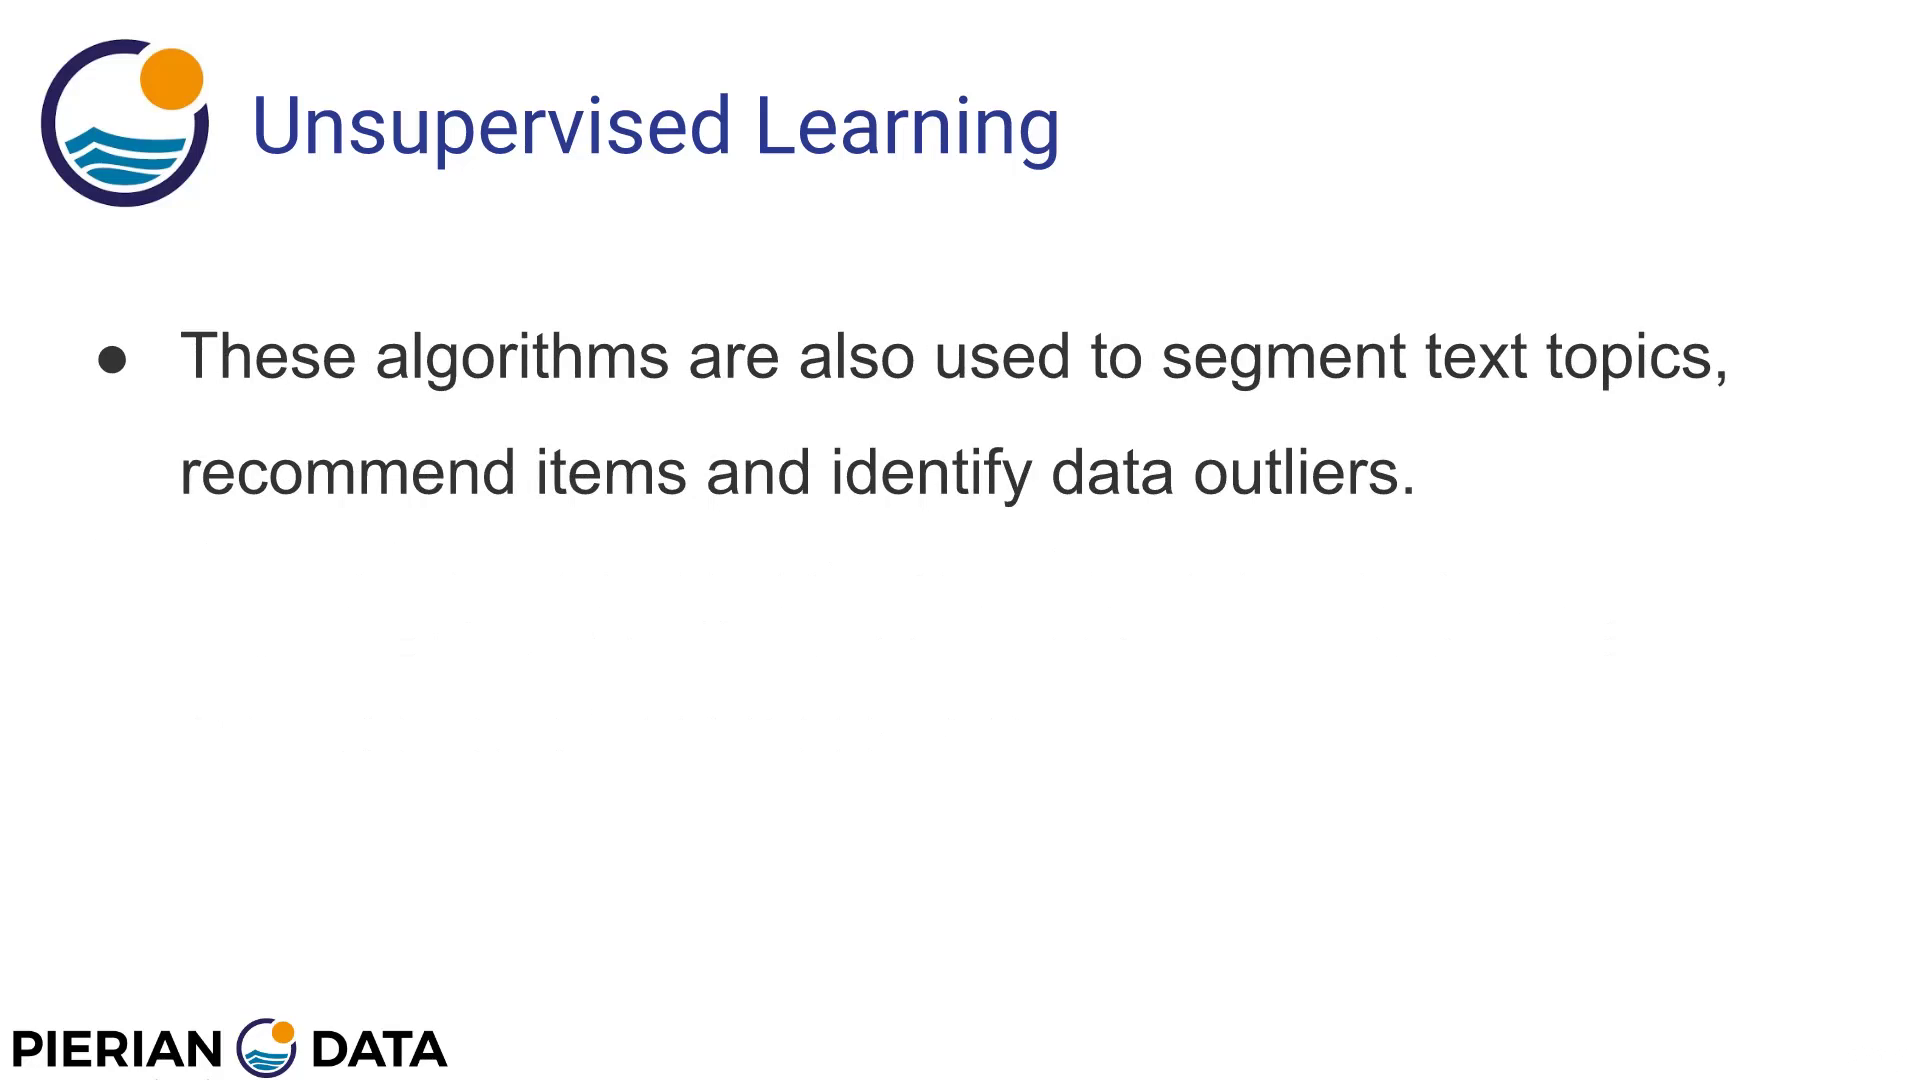 Unsupervised Learning
● These algorithms are also used to segment text topics,
recommend items and identify data outliers.
PIERIAN DATA